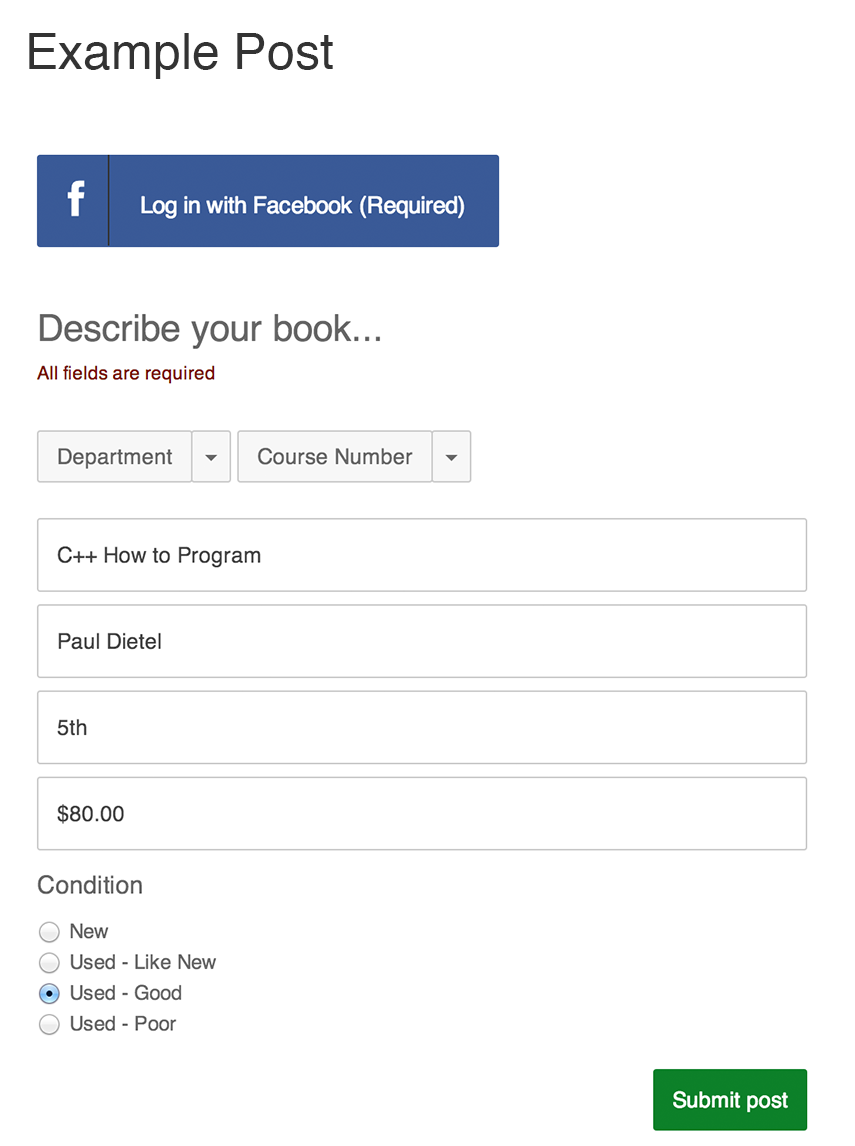 Example Post
f
Log in with Facebook (Required)
Describe your book...
All fields are required
Department Course Number
C++ How to Program
Paul Dietel
5th
$80.00
Condition
New
Used - Like New
Used - Good
Used - Poor
Submit post